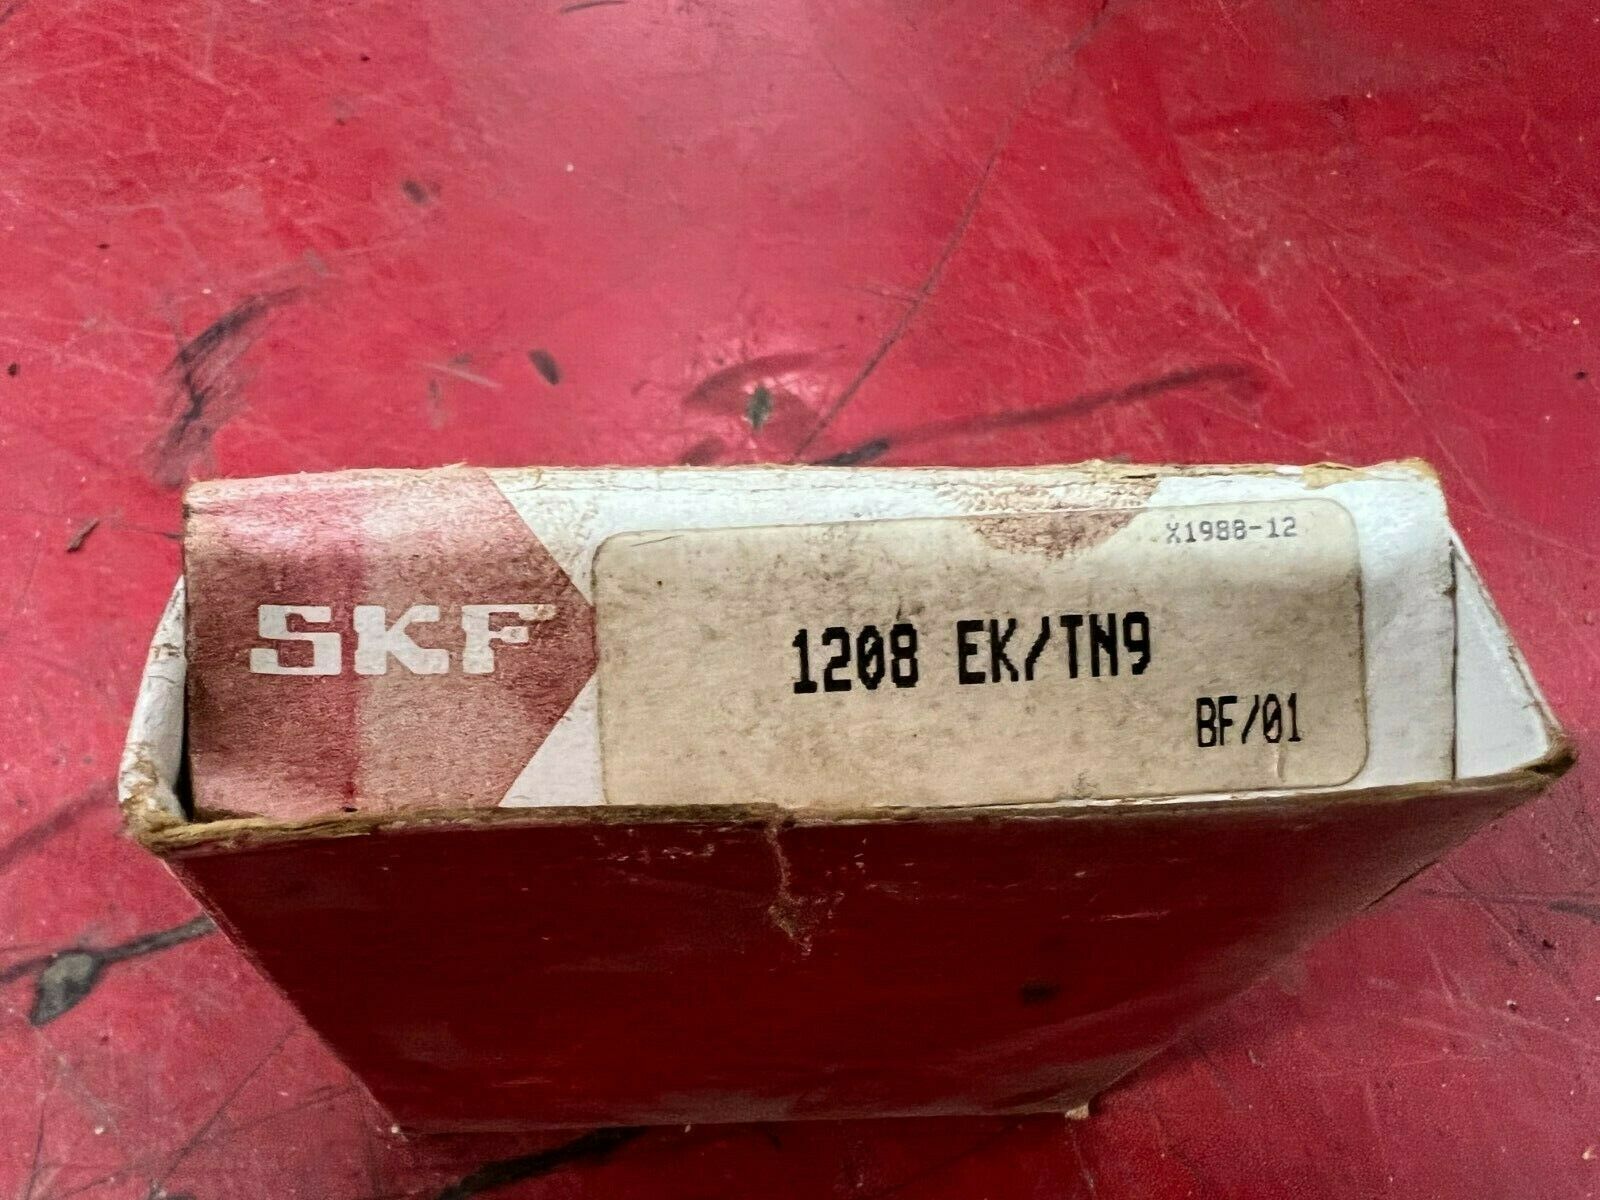 SKF
X1988-12
1208 EK/TN9
BF/01